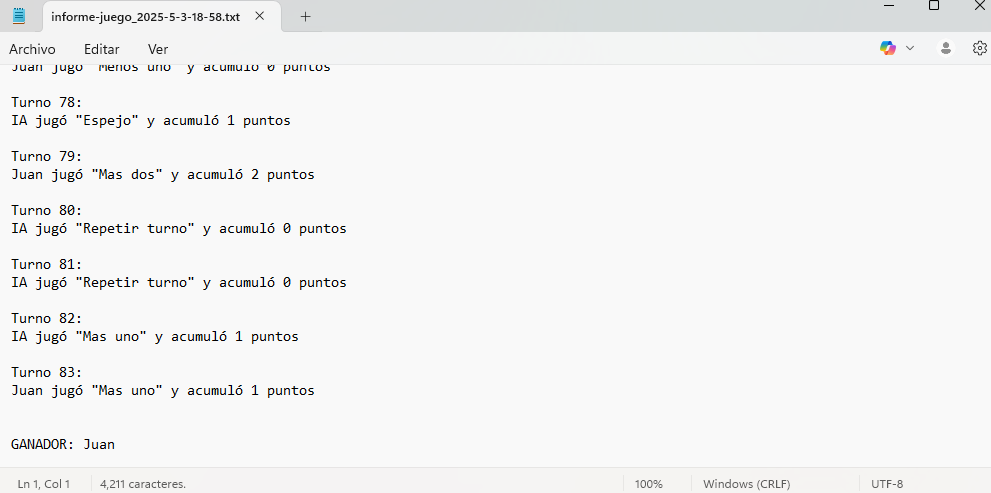 informe-juego_2025-5-3-18-58.txt
Archivo Editar Ver
Juan jugó "Menos uno" y acumuló 0 puntos
Turno 78:
IA jugó "Espejo" y acumuló 1 puntos
Turno 79:
Juan jugó "Mas dos" y acumuló 2 puntos
Turno 80:
IA jugó "Repetir turno" y acumuló 0 puntos
Turno 81:
IA jugó "Repetir turno" y acumuló 0 puntos
Turno 82:
IA jugó "Mas uno" y acumuló 1 puntos
Turno 83:
Juan jugó "Mas uno" y acumuló 1 puntos
GANADOR: Juan
Ln 1, Col 1 4,211 caracteres. 100% Windows (CRLF) UTF-8